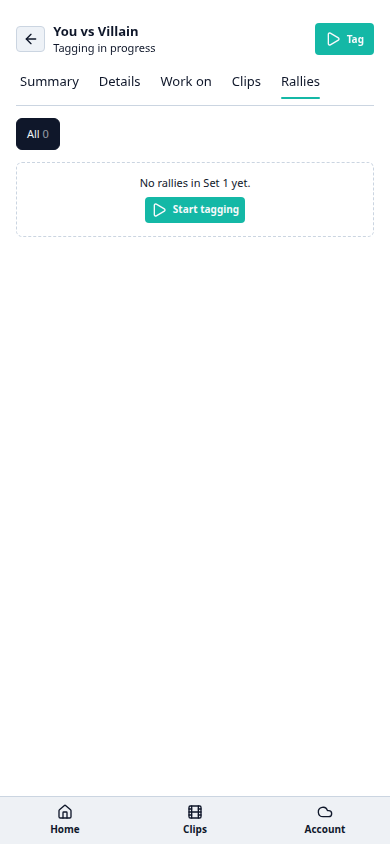 You vs Villain
Tagging in progress
Tag
Summary
Details
Work on
Clips
Rallies
All 0
No rallies in Set 1 yet.
Start tagging
Home
Clips
Account